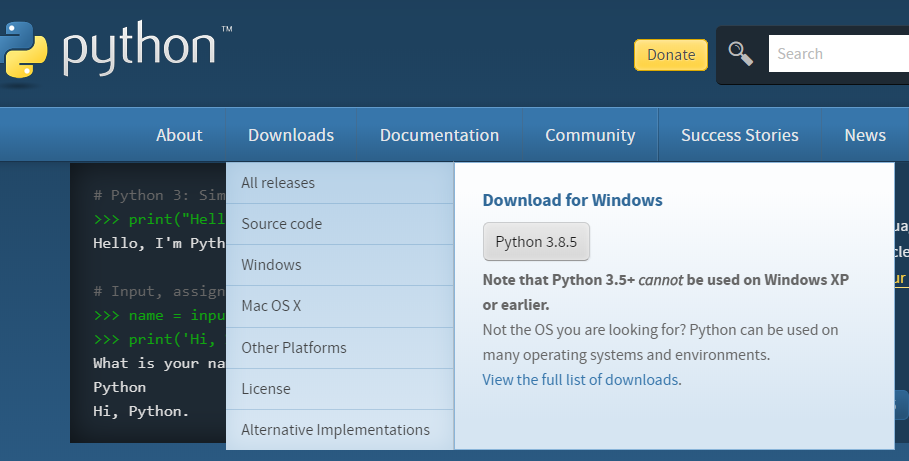 python™
Donate
Search
About Downloads Documentation Community Success Stories News
# Python 3: Sim
>>> print("Hell
Hello, I'm Pyth
# Input, assign
>>> name = inpu
>>> print('Hi,
What is your na
Python
Hi, Python.
All releases
Source code
Windows
Mac OS X
Other Platforms
License
Alternative Implementations
Download for Windows
Python 3.8.5
Note that Python 3.5+ cannot be used on Windows XP
or earlier.
Not the OS you are looking for? Python can be used on
many operating systems and environments.
View the full list of downloads.